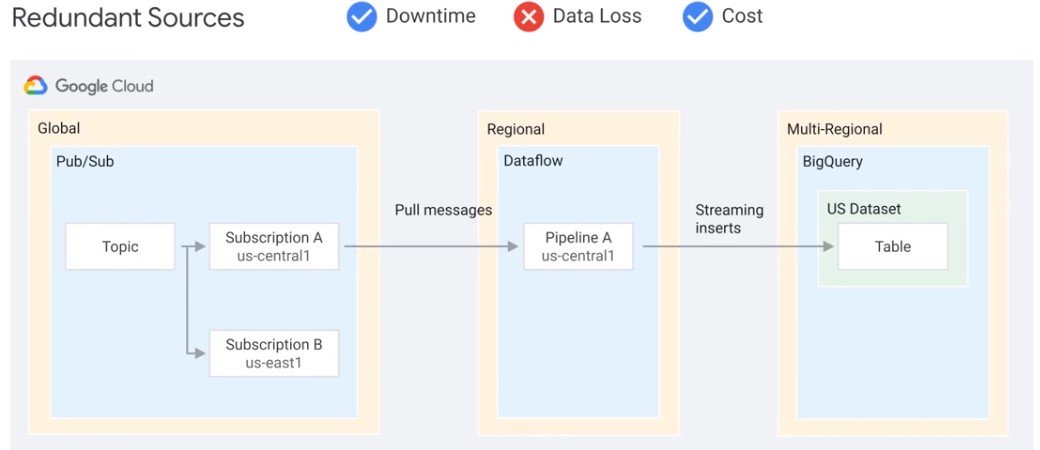 Redundant Sources
Downtime
Data Loss
Cost
Google Cloud
Global
Pub/Sub
Topic
Subscription A
us-central1
Subscription B
us-east1
Pull messages
Regional
Dataflow
Pipeline A
us-central1
Streaming
inserts
Multi-Regional
BigQuery
US Dataset
Table